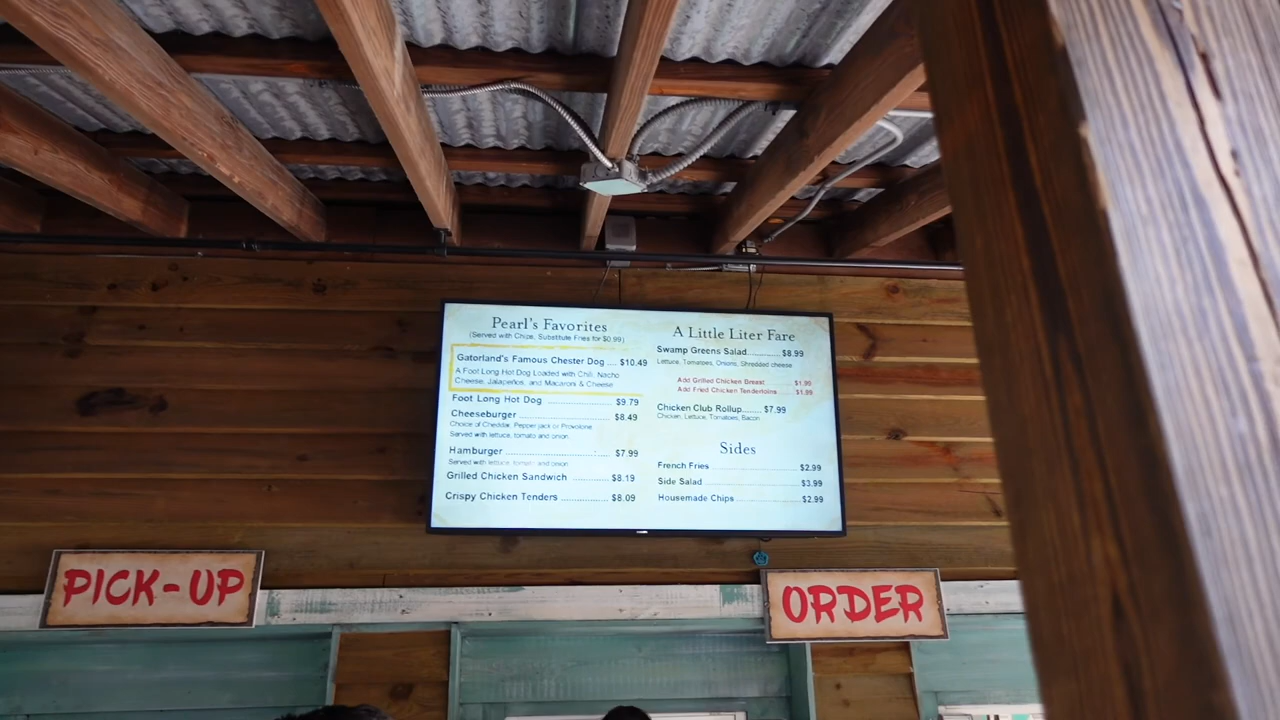 Pearl's Favorites
(Served with Chips, Substitute Fries for $0.99)
Gatorland's Famous Chester Dog .... $10.49
A Foot Long Hot Dog Loaded with Chili, Nacho
Cheese, Jalapeños, and Macaroni & Cheese
Foot Long Hot Dog ........................ $9.79
Cheeseburger ................................ $8.49
Choice of Cheddar, Pepper jack or Provolone
Served with lettuce, tomato and onion.
Hamburger ................................ $7.99
Served with lettuce, tomato and onion.
Grilled Chicken Sandwich ................ $8.19
Crispy Chicken Tenders ................... $8.09
A Little Liter Fare
Swamp Greens Salad............ $8.99
Lettuce, Tomatoes, Onions, Shredded cheese
Add Grilled Chicken Breast ............ $1.95
Add Fried Chicken Tenderloins ..... $1.99
Chicken Club Rollup....... $7.99
Chicken, Lettuce, Tomatoes, Bacon
Sides
French Fries ............................ $2.99
Side Salad .............................. $3.99
Housemade Chips .................... $2.99
PICK-UP
ORDER